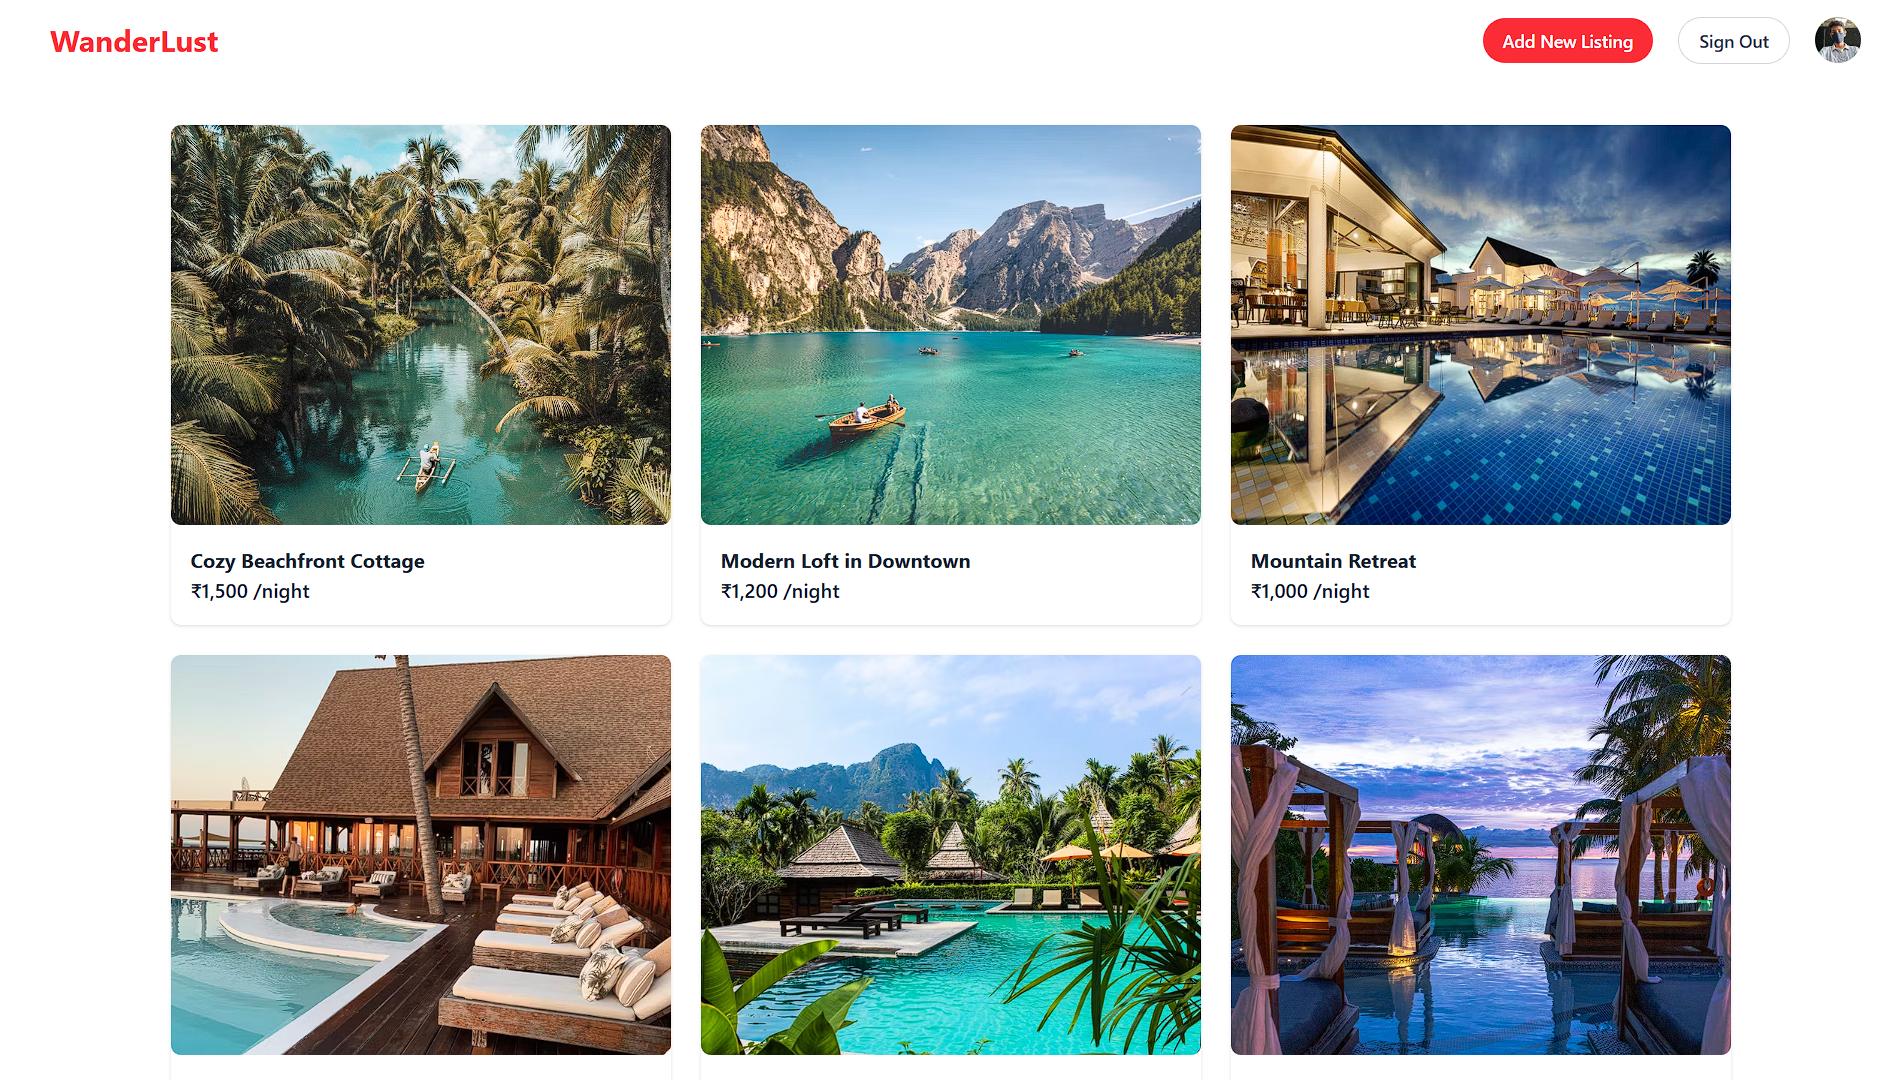 WanderLust
Add New Listing
Sign Out
Cozy Beachfront Cottage
₹1,500 /night
Modern Loft in Downtown
₹1,200 /night
Mountain Retreat
₹1,000 /night